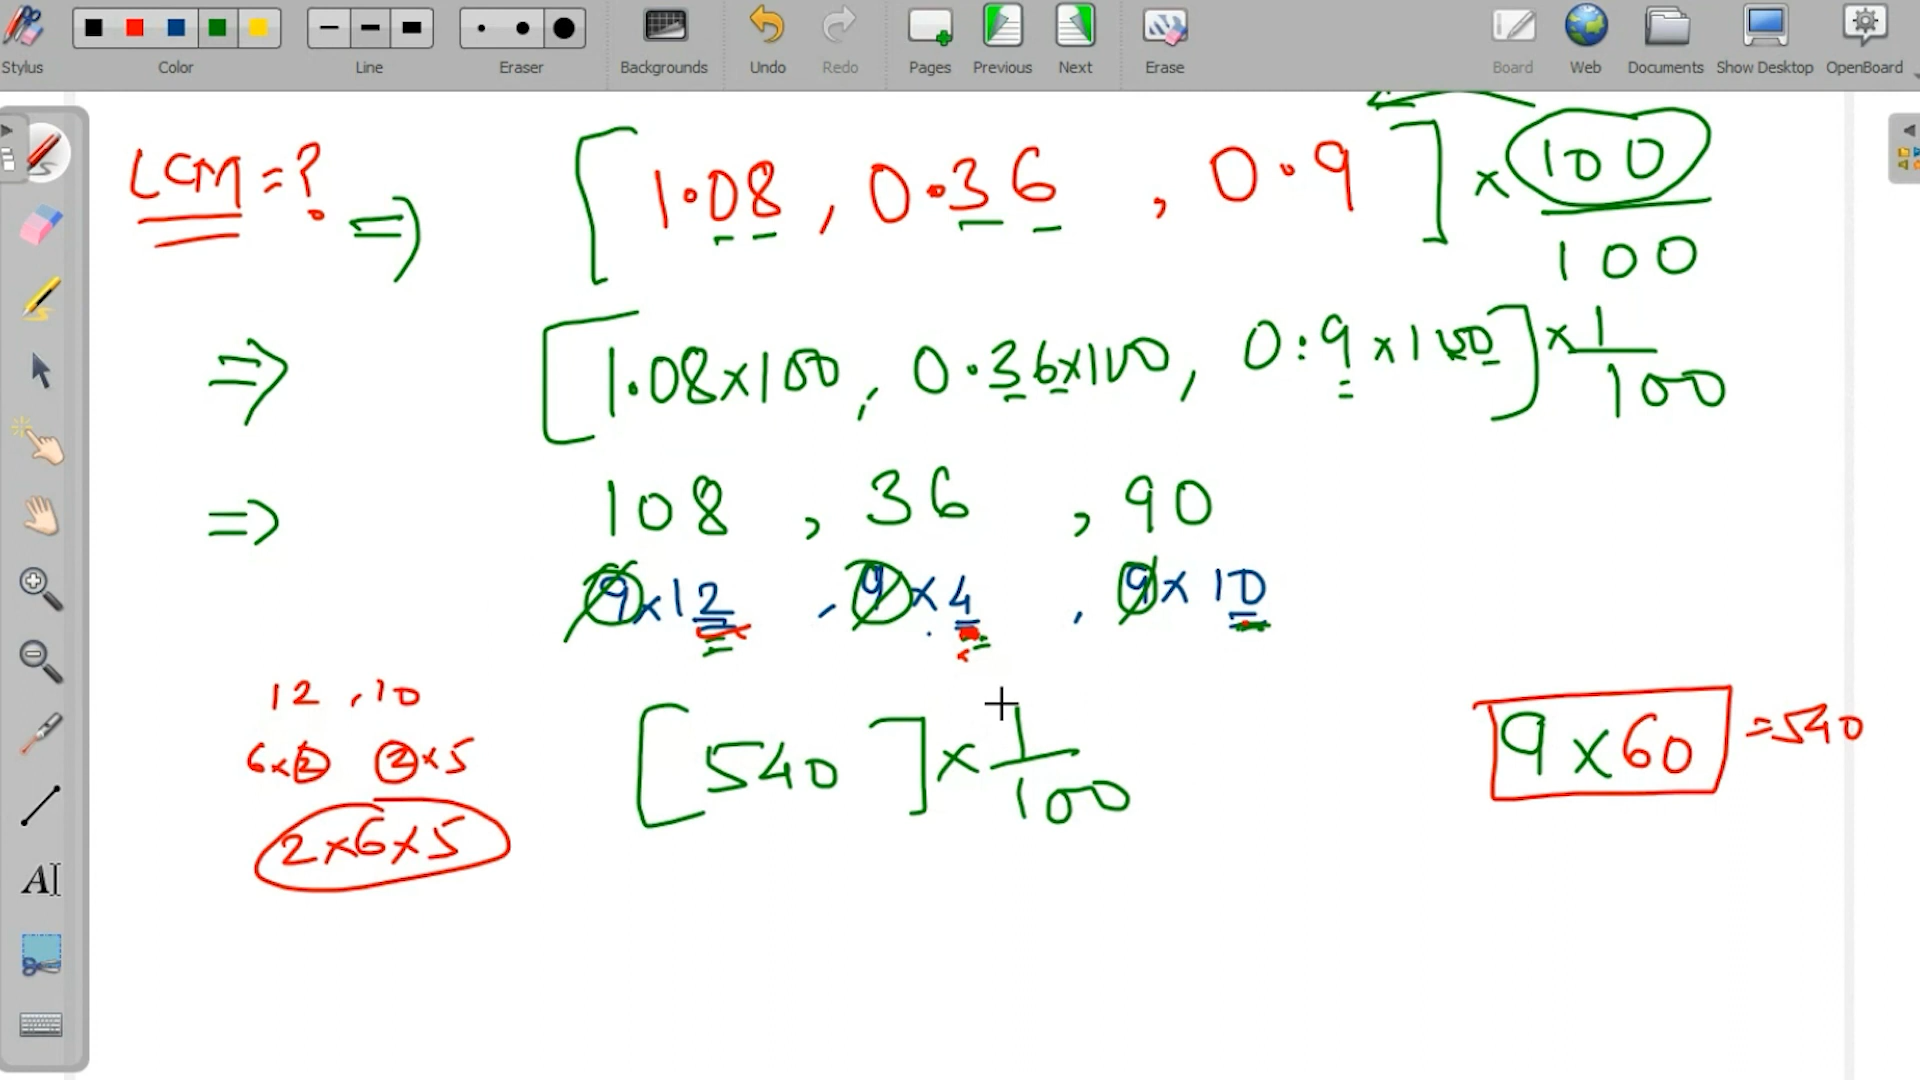 Stylus Color Line Eraser Backgrounds Undo Redo Pages Previous Next Erase Board Web Documents Show Desktop OpenBoard
LCM = ? ⇒ [1.08, 0.36, 0.9] × 100/100
⇒ [1.08×100, 0.36×100, 0.9×100] × 1/100
⇒ 108, 36, 90
9×12, 9×4, 9×10
12, 10
6×2 2×5
2×6×5
[540] × 1/100
9×60 = 540
AI